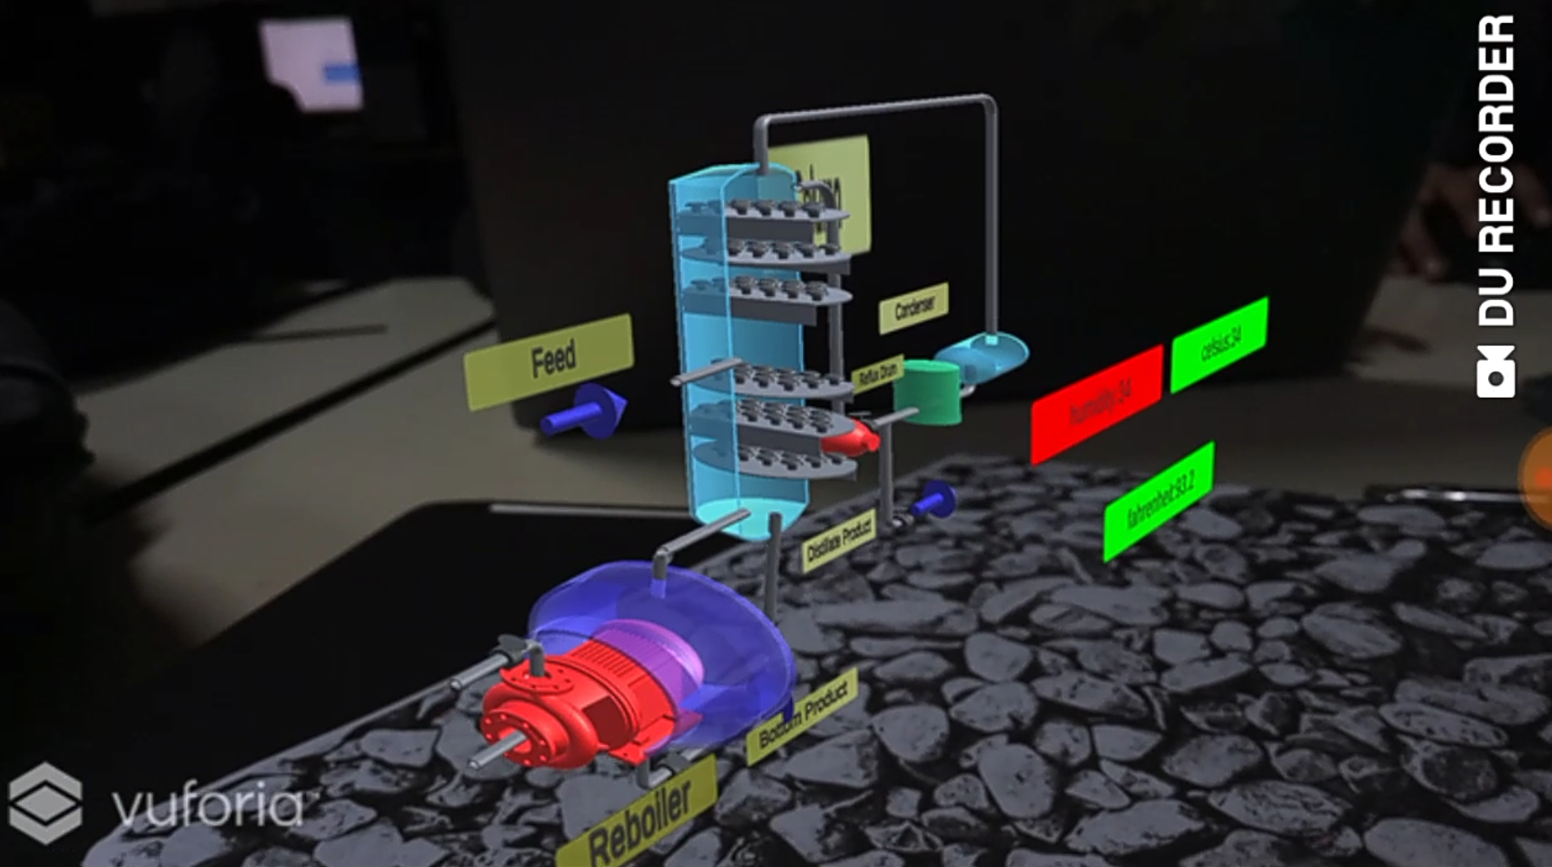 DU RECORDER
Feed
Condenser
Reflux Drum
celsius:34
humidity:34
fahrenheit:93.2
Distillate Product
Bottom Product
Reboiler
vuforia